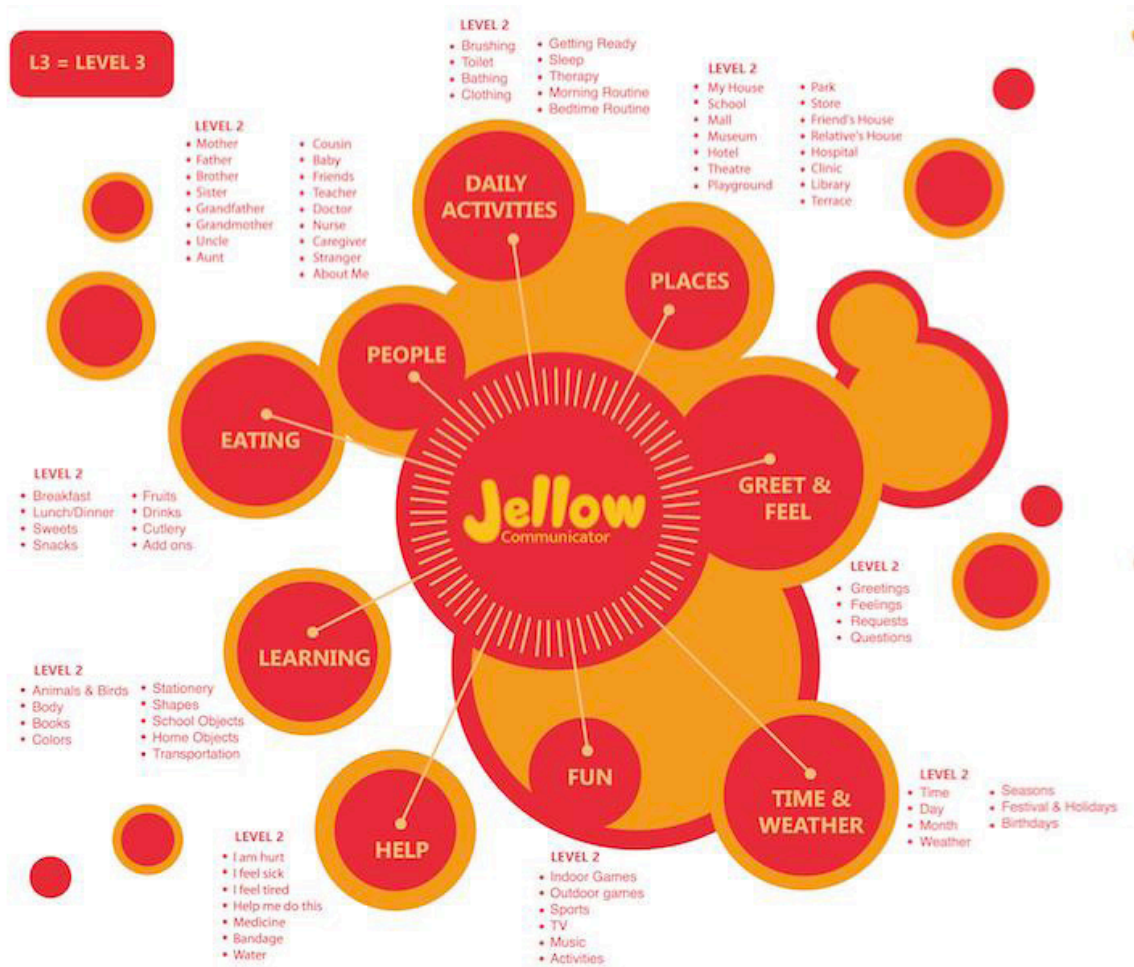 L3 = LEVEL 3
LEVEL 2
• Brushing
• Toilet
• Bathing
• Clothing
• Getting Ready
• Sleep
• Therapy
• Morning Routine
• Bedtime Routine
LEVEL 2
• My House
• School
• Mall
• Museum
• Hotel
• Theatre
• Playground
• Park
• Store
• Friend's House
• Relative's House
• Hospital
• Clinic
• Library
• Terrace
LEVEL 2
• Mother
• Father
• Brother
• Sister
• Grandfather
• Grandmother
• Uncle
• Aunt
• Cousin
• Baby
• Friends
• Teacher
• Doctor
• Nurse
• Caregiver
• Stranger
• About Me
DAILY
ACTIVITIES
PLACES
PEOPLE
EATING
LEVEL 2
• Breakfast
• Lunch/Dinner
• Sweets
• Snacks
• Fruits
• Drinks
• Cutlery
• Add ons
Jellow
Communicator
GREET &
FEEL
LEVEL 2
• Greetings
• Feelings
• Requests
• Questions
LEARNING
LEVEL 2
• Animals & Birds
• Body
• Books
• Colors
• Stationery
• Shapes
• School Objects
• Home Objects
• Transportation
HELP
LEVEL 2
• I am hurt
• I feel sick
• I feel tired
• Help me do this
• Medicine
• Bandage
• Water
FUN
LEVEL 2
• Indoor Games
• Outdoor games
• Sports
• TV
• Music
• Activities
TIME &
WEATHER
LEVEL 2
• Time
• Day
• Month
• Weather
• Seasons
• Festival & Holidays
• Birthdays